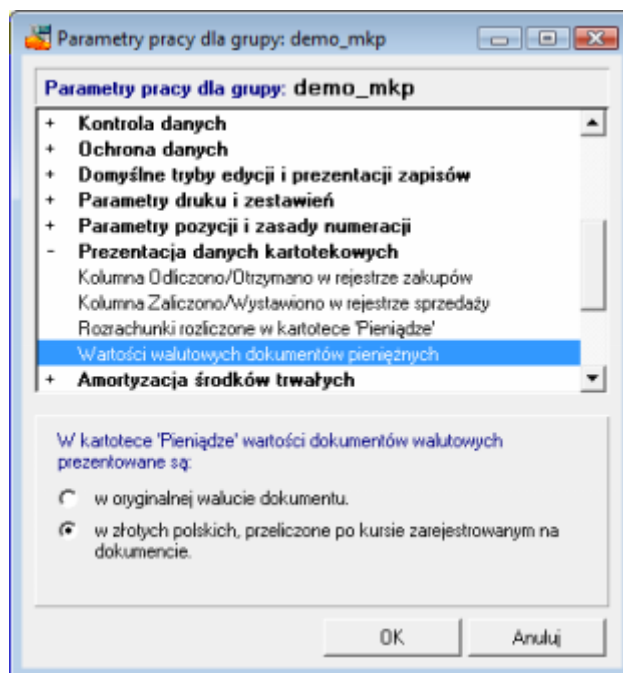 Parametry pracy dla grupy: demo_mkp
Parametry pracy dla grupy: demo_mkp
+ Kontrola danych
+ Ochrona danych
+ Domyślne tryby edycji i prezentacji zapisów
+ Parametry druku i zestawień
+ Parametry pozycji i zasady numeracji
- Prezentacja danych kartotekowych
Kolumna Odliczono/Otrzymano w rejestrze zakupów
Kolumna Zaliczono/Wystawiono w rejestrze sprzedaży
Rozrachunki rozliczone w kartotece 'Pieniądze'
Wartości walutowych dokumentów pieniężnych
+ Amortyzacja środków trwałych
W kartotece 'Pieniądze' wartości dokumentów walutowych
prezentowane są:
w oryginalnej walucie dokumentu.
w złotych polskich, przeliczone po kursie zarejestrowanym na
dokumencie.
OK Anuluj